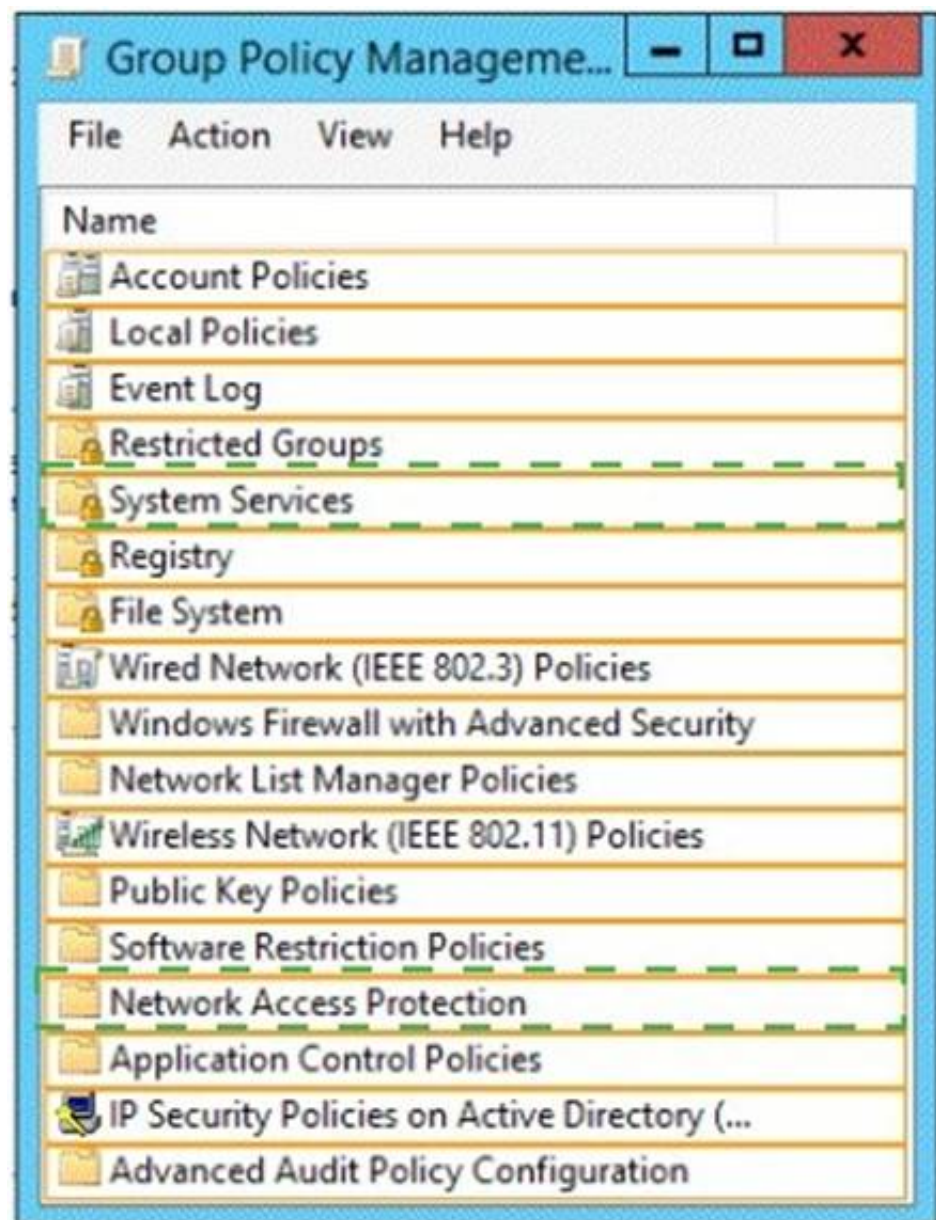 Group Policy Manageme...
File Action View Help
Name
Account Policies
Local Policies
Event Log
Restricted Groups
System Services
Registry
File System
Wired Network (IEEE 802.3) Policies
Windows Firewall with Advanced Security
Network List Manager Policies
Wireless Network (IEEE 802.11) Policies
Public Key Policies
Software Restriction Policies
Network Access Protection
Application Control Policies
IP Security Policies on Active Directory (...
Advanced Audit Policy Configuration